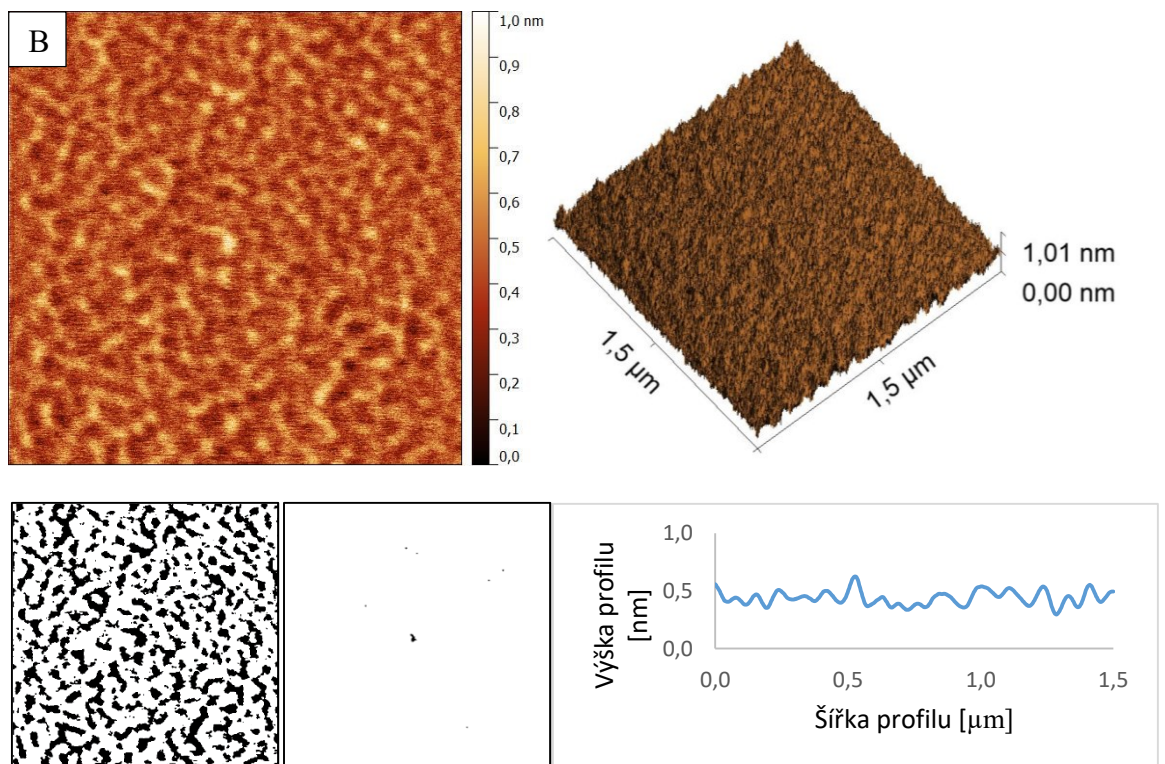 B
1,0 nm
0,9
0,8
0,7
0,6
0,5
0,4
0,3
0,2
0,1
0,0
1,01 nm
0,00 nm
1,5 µm
1,5 µm
Výška profilu
[nm]
1,0
0,5
0,0
0,0
0,5
1,0
1,5
Šířka profilu [µm]